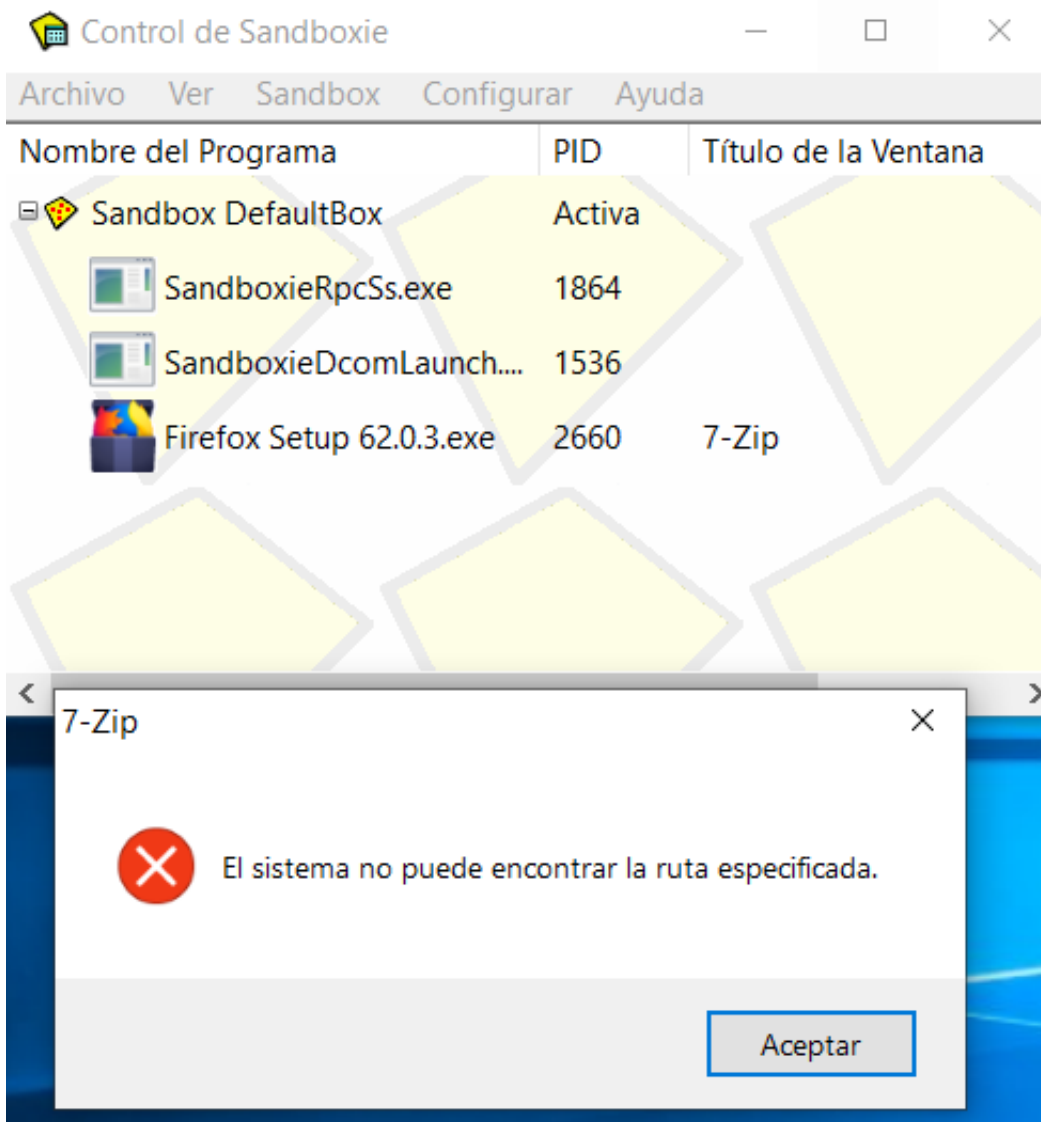 Control de Sandboxie
Archivo Ver Sandbox Configurar Ayuda
Nombre del Programa PID Título de la Ventana
Sandbox DefaultBox Activa
SandboxieRpcSs.exe 1864
SandboxieDcomLaunch.... 1536
Firefox Setup 62.0.3.exe 2660 7-Zip
7-Zip
El sistema no puede encontrar la ruta especificada.
Aceptar